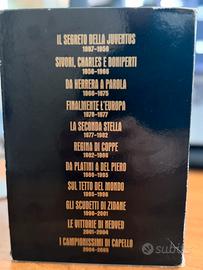 IL SEGRETO DELLA JUVENTUS
1897-1956
SIVORI, CHARLES E BONIPERTI
1956-1966
DA HERRERA A PAROLA
1966-1975
FINALMENTE L'EUROPA
1976-1977
LA SECONDA STELLA
1977-1982
REGINA DI COPPE
1982-1986
DA PLATINI A DEL PIERO
1986-1995
SUL TETTO DEL MONDO
1995-1998
GLI SCUDETTI DI ZIDANE
1998-2001
LE VITTORIE DI NEDVED
2001-2004
I CAMPIONISSIMI DI CAPELLO
2004-2005
subito